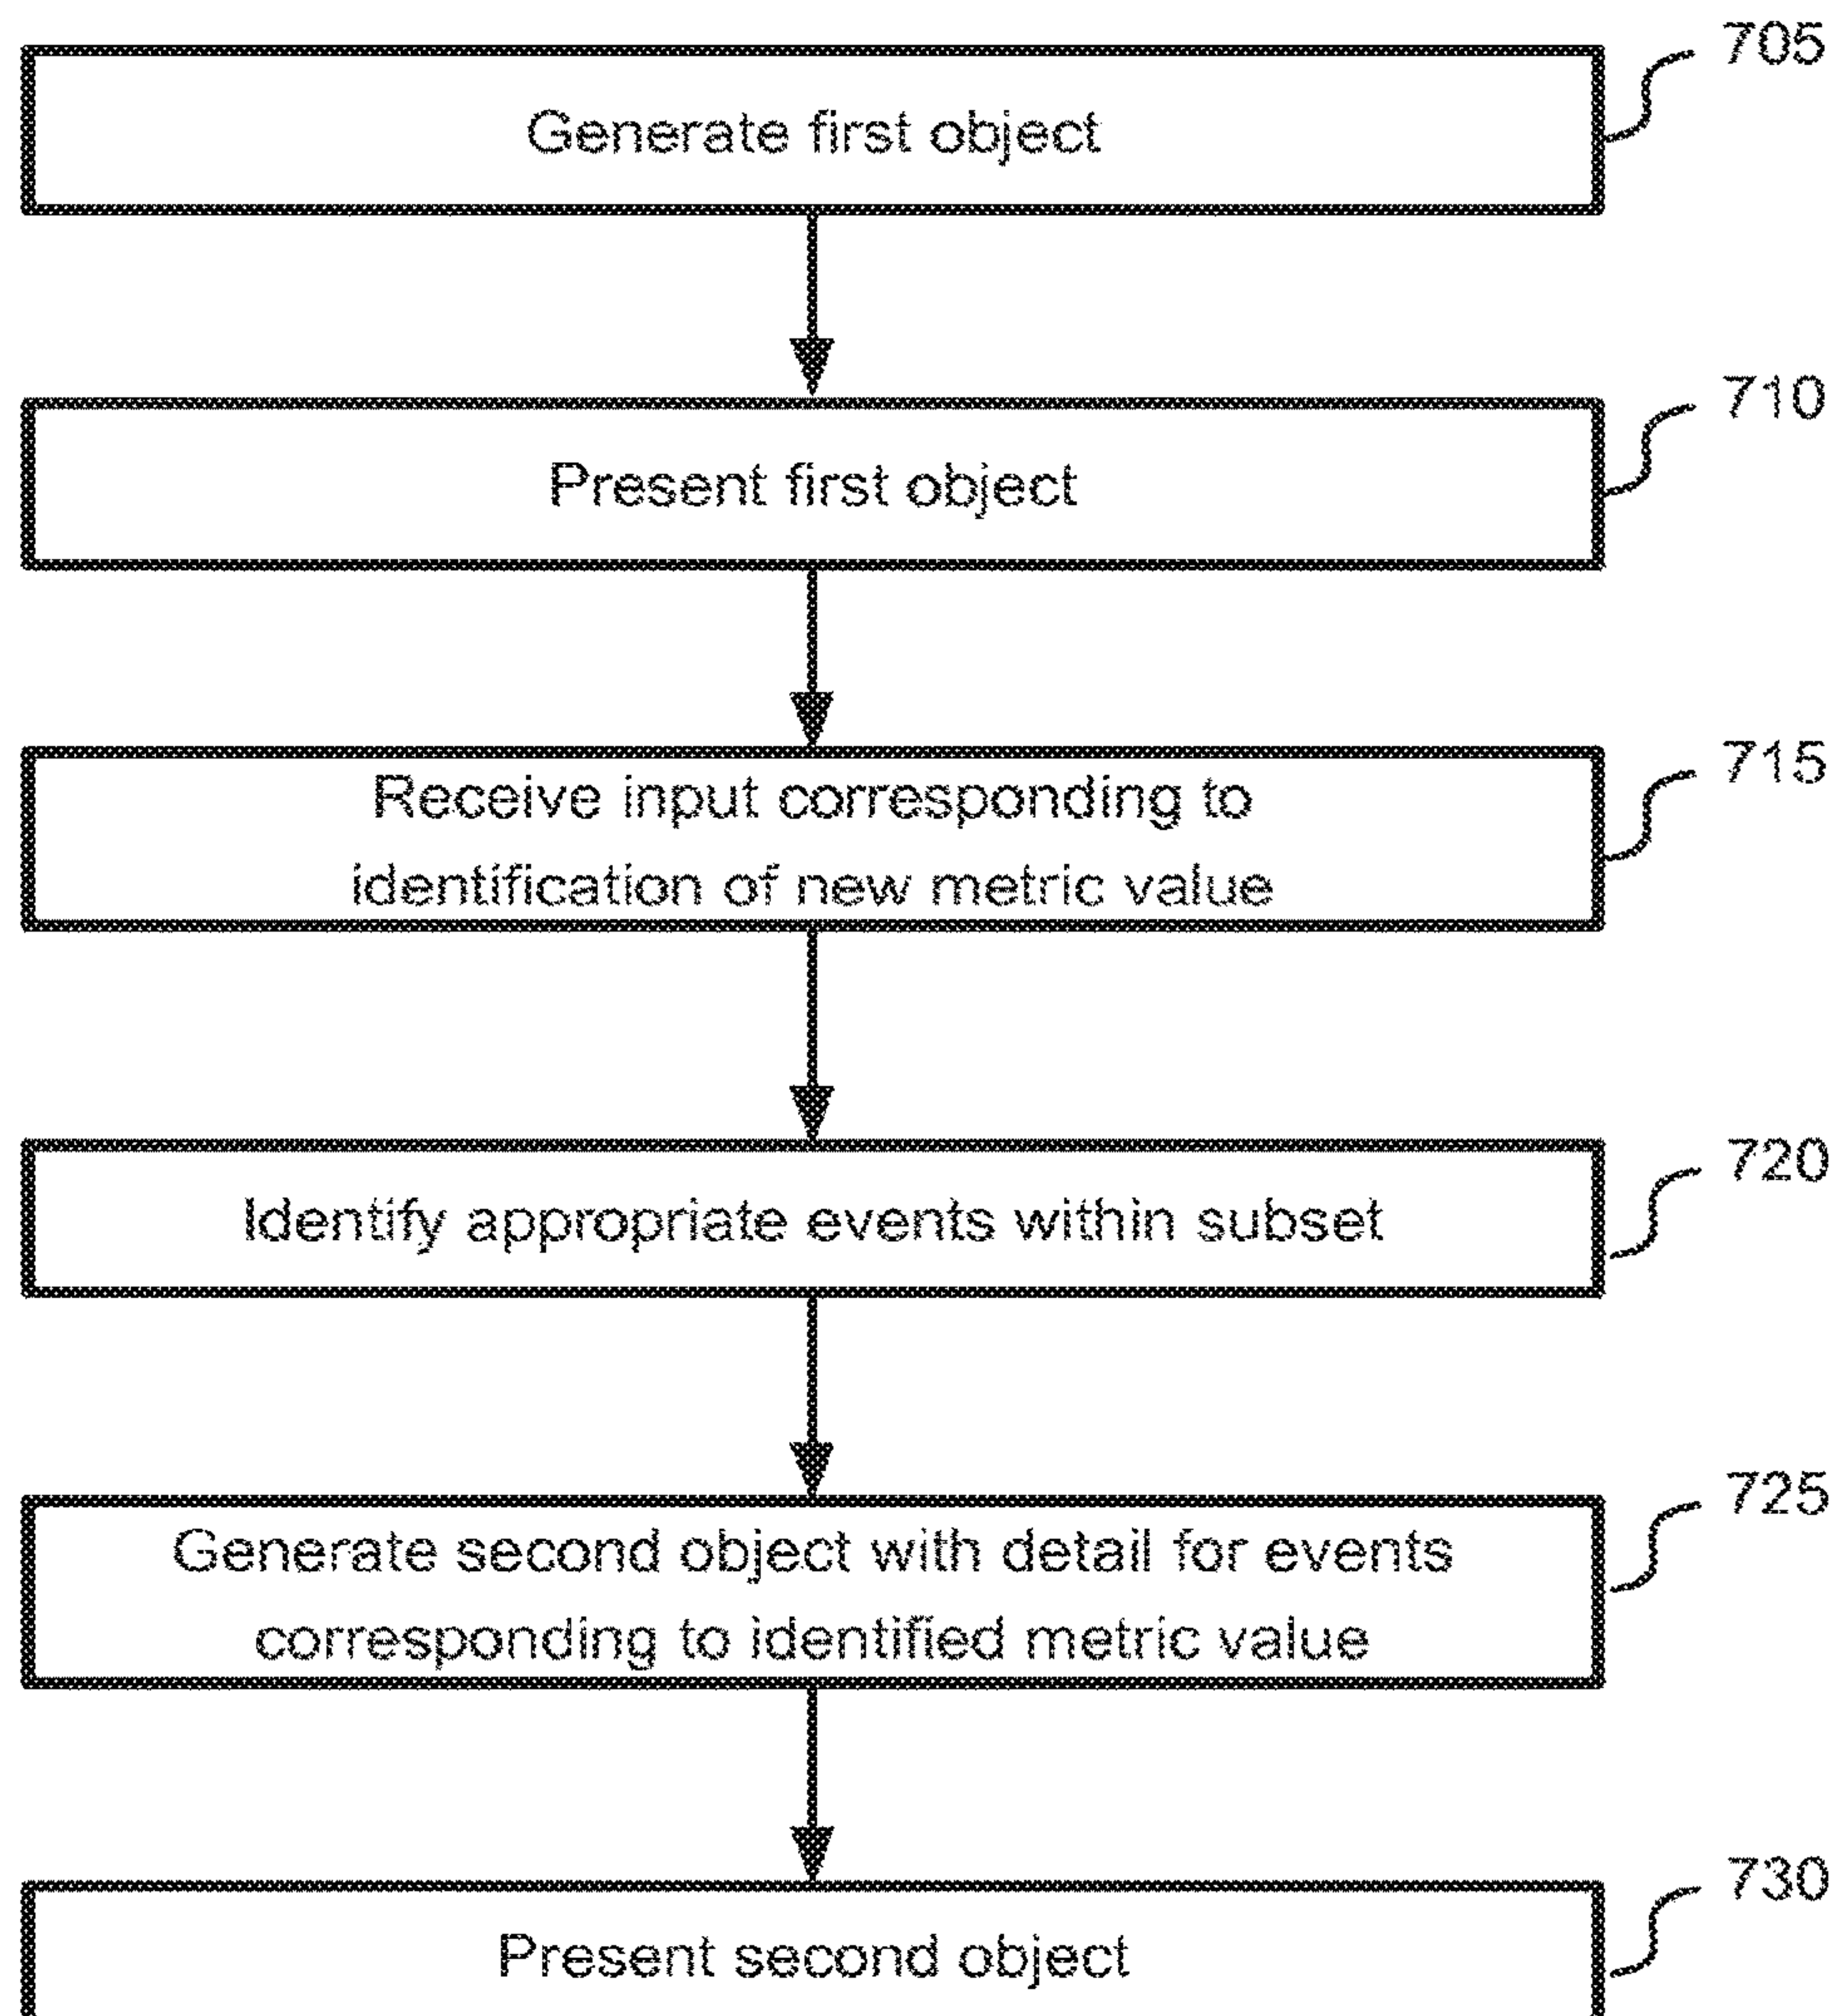 705
Generate first object
710
Present first object
715
Receive input corresponding to
identification of new metric value
720
Identify appropriate events within subset
725
Generate second object with detail for events
corresponding to identified metric value
730
Present second object